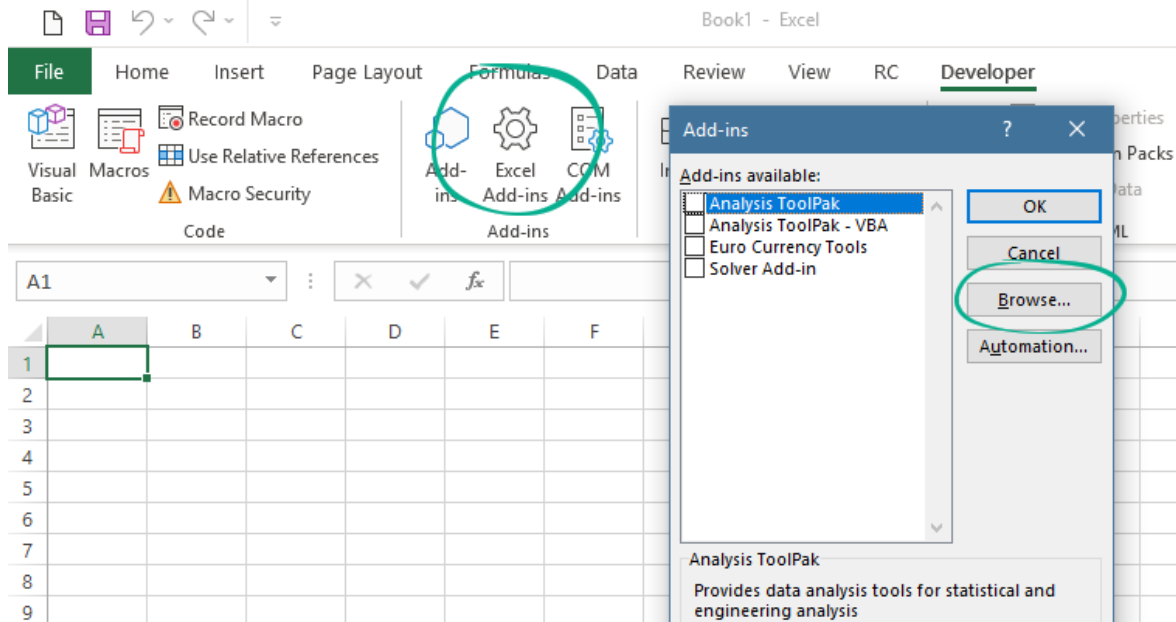 Book1 - Excel
File Home Insert Page Layout Formulas Data Review View RC Developer
Visual Basic
Macros
Record Macro
Use Relative References
Macro Security
Code
Add-ins
Excel Add-ins
COM Add-ins
Add-ins
Packs
A1
fx
A B C D E F
1
2
3
4
5
6
7
8
9
Add-ins ? ×
Add-ins available:
Analysis ToolPak
Analysis ToolPak - VBA
Euro Currency Tools
Solver Add-in
OK
Cancel
Browse...
Automation...
Analysis ToolPak
Provides data analysis tools for statistical and
engineering analysis